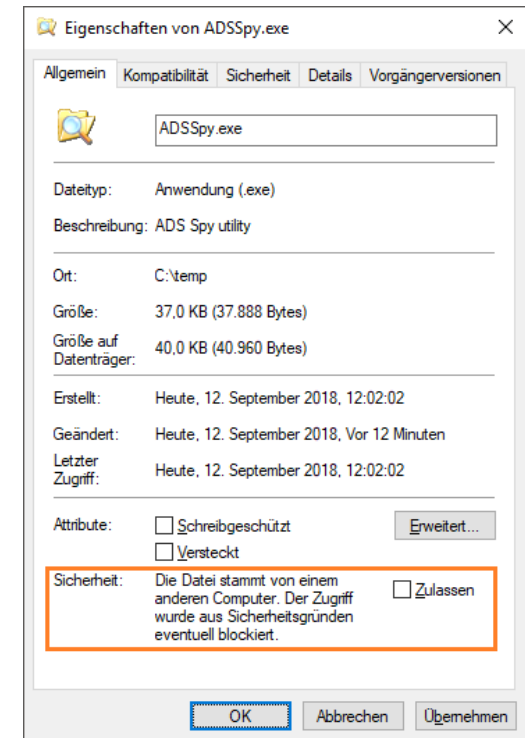 Eigenschaften von ADSSpy.exe
Allgemein Kompatibilität Sicherheit Details Vorgängerversionen
ADSSpy.exe
Dateityp: Anwendung (.exe)
Beschreibung: ADS Spy utility
Ort: C:\temp
Größe: 37,0 KB (37.888 Bytes)
Größe auf
Datenträger: 40,0 KB (40.960 Bytes)
Erstellt: Heute, 12. September 2018, 12:02:02
Geändert: Heute, 12. September 2018, Vor 12 Minuten
Letzter
Zugriff: Heute, 12. September 2018, 12:02:02
Attribute: Schreibgeschützt Erweitert...
Versteckt
Sicherheit: Die Datei stammt von einem
anderen Computer. Der Zugriff Zulassen
wurde aus Sicherheitsgründen
eventuell blockiert.
OK Abbrechen Übernehmen